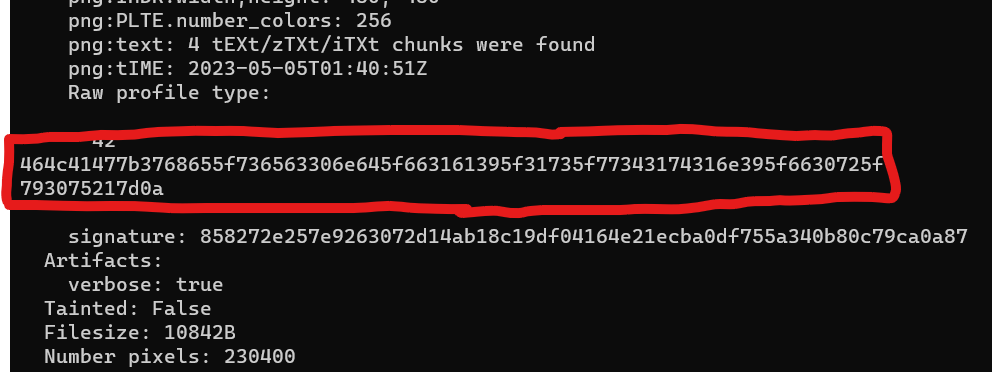 png:IHDR.width,height: 480, 480
png:PLTE.number_colors: 256
png:text: 4 tEXt/zTXt/iTXt chunks were found
png:tIME: 2023-05-05T01:40:51Z
Raw profile type:
42
464c41477b3768655f736563306e645f663161395f31735f77343174316e395f6630725f
793075217d0a
signature: 858272e257e9263072d14ab18c19df04164e21ecba0df755a340b80c79ca0a87
Artifacts:
verbose: true
Tainted: False
Filesize: 10842B
Number pixels: 230400